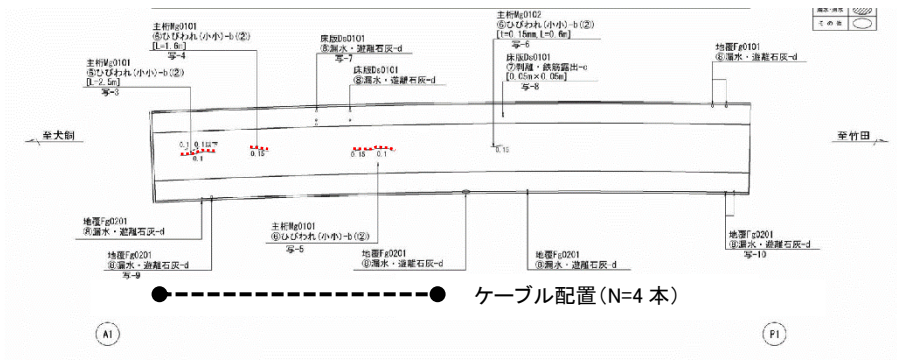 漏水・滞水
その他
主桁Mg0101
⑥ひびわれ(小小)-b(②)
[L=1.6m]
写-4
主桁Mg0101
⑥ひびわれ(小小)-b(②)
[L=2.5m]
写-3
床版Ds0101
⑧漏水・遊離石灰-d
写-7
床版Ds0101
⑧漏水・遊離石灰-d
主桁Mg0102
⑥ひびわれ(小小)-b(②)
[t=0.15mm,L=0.6m]
写-6
床版Ds0101
⑦剥離・鉄筋露出-c
[0.05m×0.05m]
写-8
地覆Fg0101
⑧漏水・遊離石灰-d
至犬飼
至竹田
0.1 0.1以下
0.1
0.15
0.15 0.1
0.15
地覆Fg0201
⑧漏水・遊離石灰-d
地覆Fg0201
⑧漏水・遊離石灰-d
写-9
主桁Mg0101
⑥ひびわれ(小小)-b(②)
写-5
地覆Fg0201
⑧漏水・遊離石灰-d
地覆Fg0201
⑧漏水・遊離石灰-d
地覆Fg0201
⑧漏水・遊離石灰-d
写-10
ケーブル配置(N=4本)
A1
P1